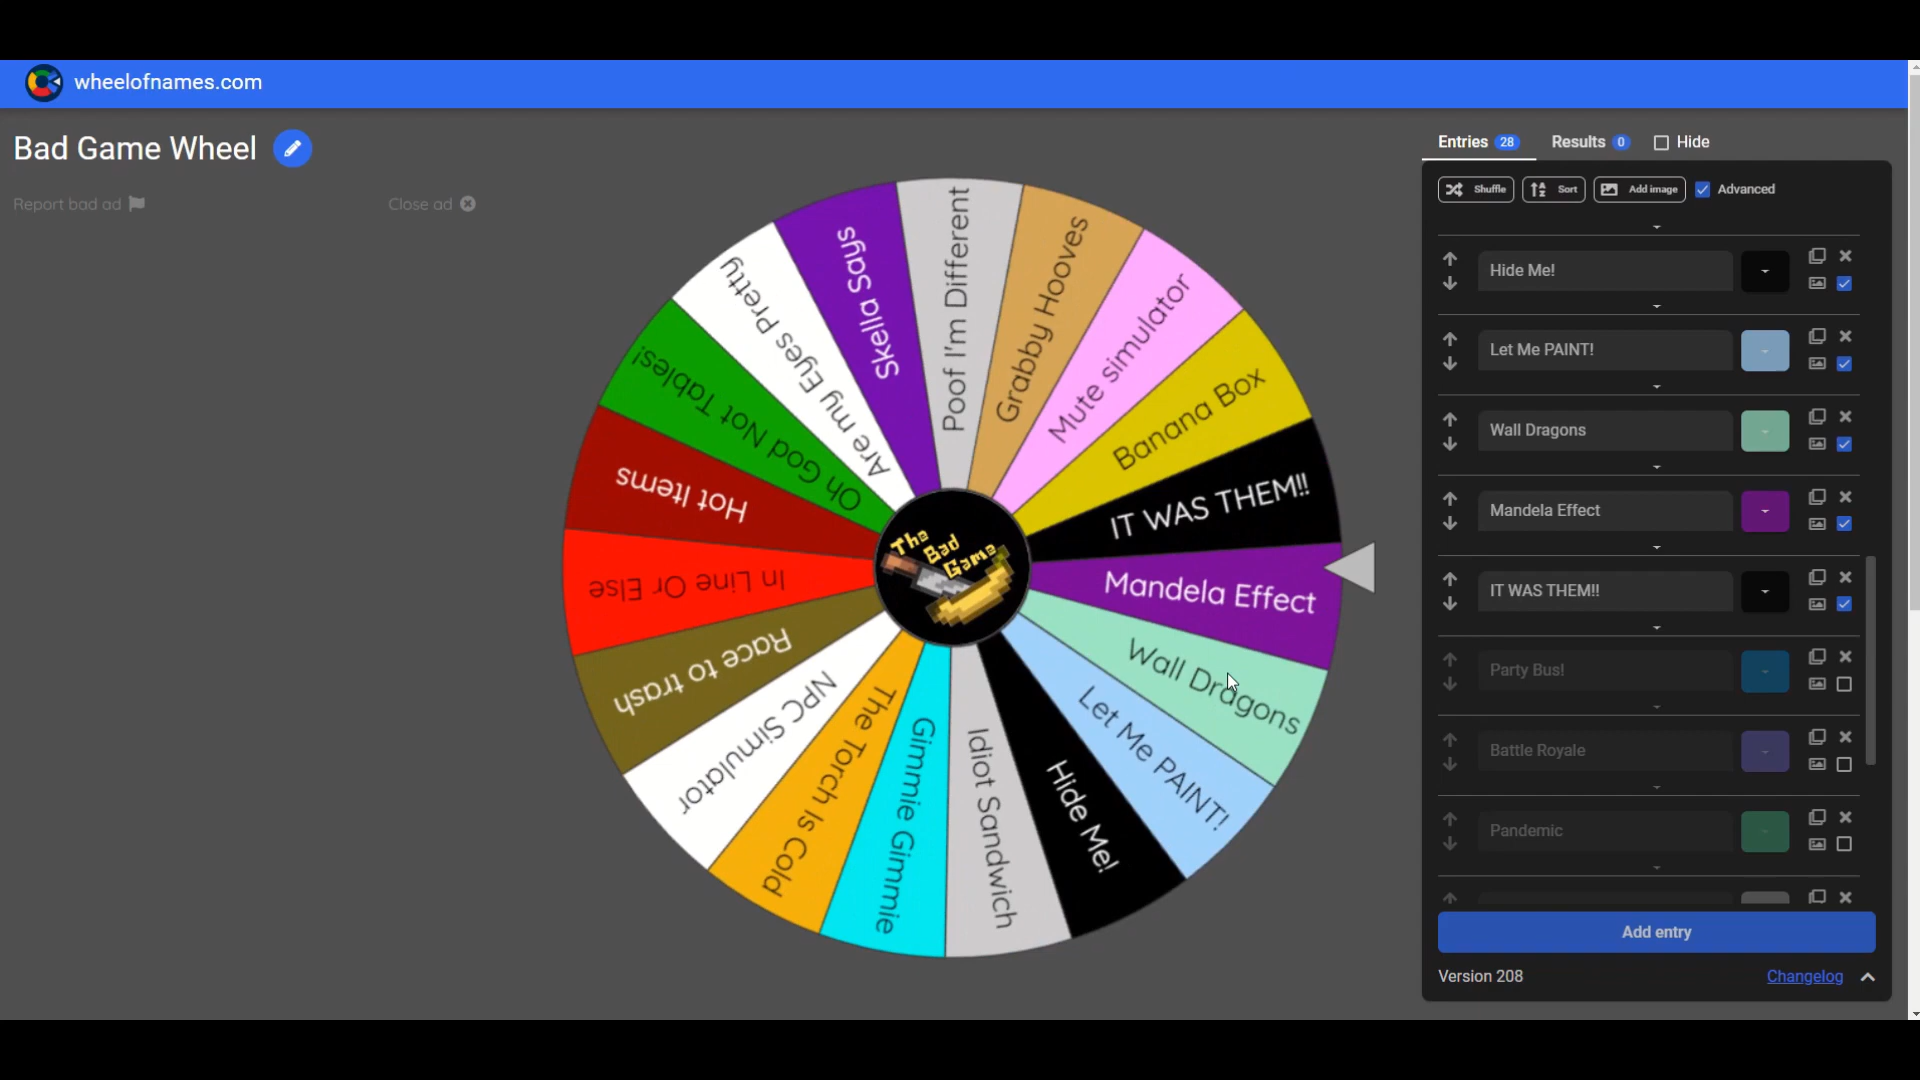 wheelofnames.com
Bad Game Wheel
Report bad ad
Close ad
Poof I'm Different
Grabby Hooves
Mute simulator
Banana Box
IT WAS THEM!!
Mandela Effect
Wall Dragons
Let Me PAINT!
Hide Me!
Idiot Sandwich
Gimmie Gimmie
The Torch Is Cold
NPC Simulator
Race to trash
In Line Or Else
Hot Items
Oh God Not Tables!
Are my Eyes Pretty
Skella Says
The
Bad
Game
Entries 28
Results 0
Hide
Shuffle
Sort
Add image
Advanced
Hide Me!
Let Me PAINT!
Wall Dragons
Mandela Effect
IT WAS THEM!!
Party Bus!
Battle Royale
Pandemic
Add entry
Version 208
Changelog